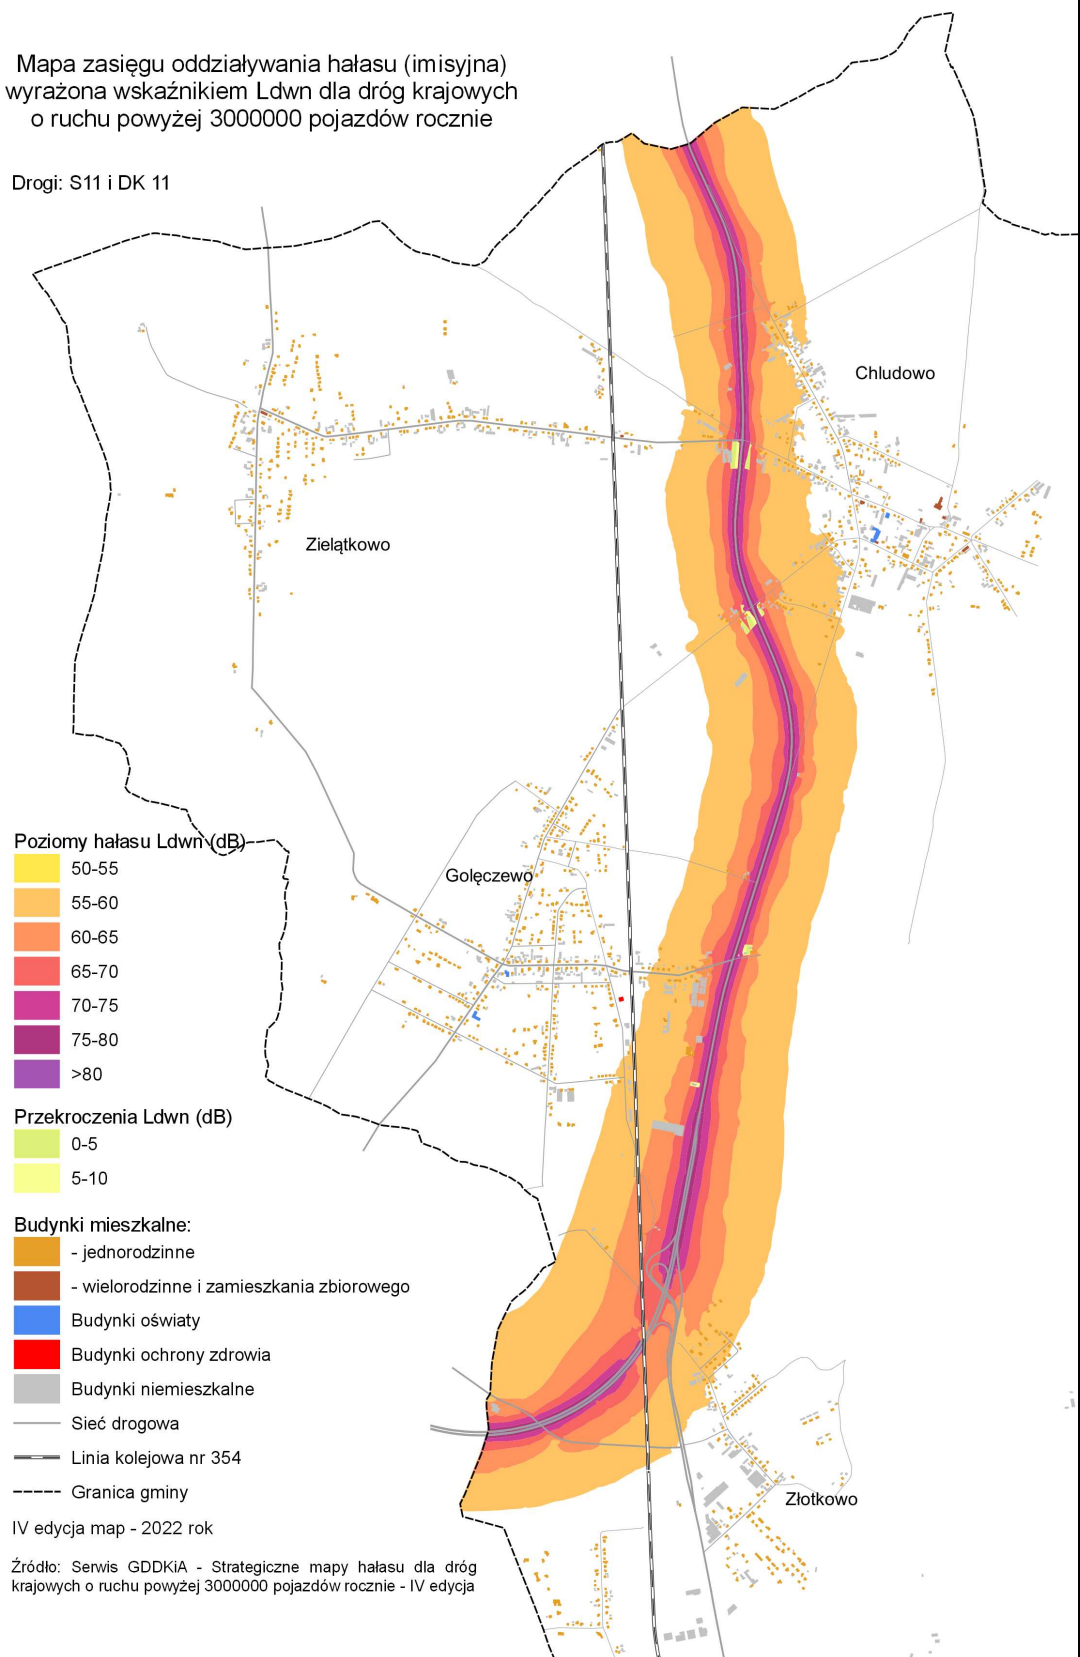 Mapa zasięgu oddziaływania hałasu (imisyjna)
wyrażona wskaźnikiem Ldwn dla dróg krajowych
o ruchu powyżej 3000000 pojazdów rocznie
Drogi: S11 i DK 11
Chludowo
Zielątkowo
Golęczewo
Złotkowo
Poziomy hałasu Ldwn (dB)
50-55
55-60
60-65
65-70
70-75
75-80
>80
Przekroczenia Ldwn (dB)
0-5
5-10
Budynki mieszkalne:
- jednorodzinne
- wielorodzinne i zamieszkania zbiorowego
Budynki oświaty
Budynki ochrony zdrowia
Budynki niemieszkalne
Sieć drogowa
Linia kolejowa nr 354
Granica gminy
IV edycja map - 2022 rok
Źródło: Serwis GDDKiA - Strategiczne mapy hałasu dla dróg
krajowych o ruchu powyżej 3000000 pojazdów rocznie - IV edycja